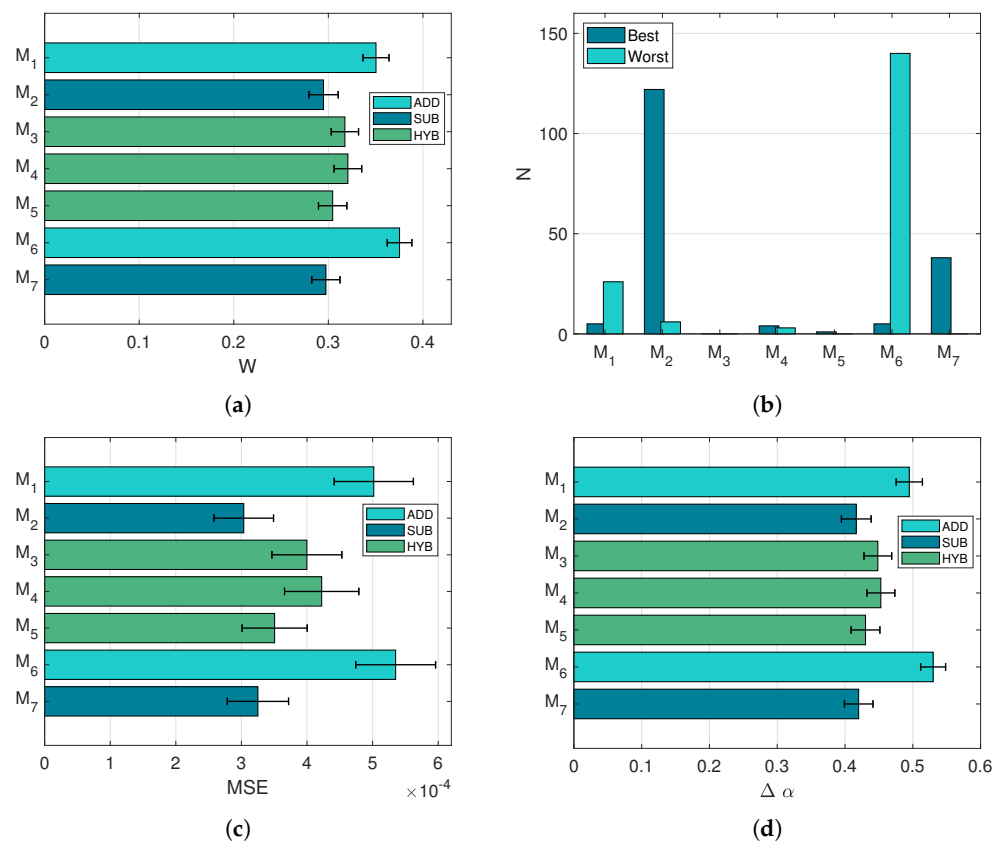 M1
M2
M3
M4
M5
M6
M7
ADD
SUB
HYB
0 0.1 0.2 0.3 0.4
W
(a)
150
100
50
0
N
Best
Worst
M1 M2 M3 M4 M5 M6 M7
(b)
M1
M2
M3
M4
M5
M6
M7
ADD
SUB
HYB
0 1 2 3 4 5 6
MSE
×10-4
(c)
M1
M2
M3
M4
M5
M6
M7
ADD
SUB
HYB
0 0.1 0.2 0.3 0.4 0.5 0.6
Δ α
(d)